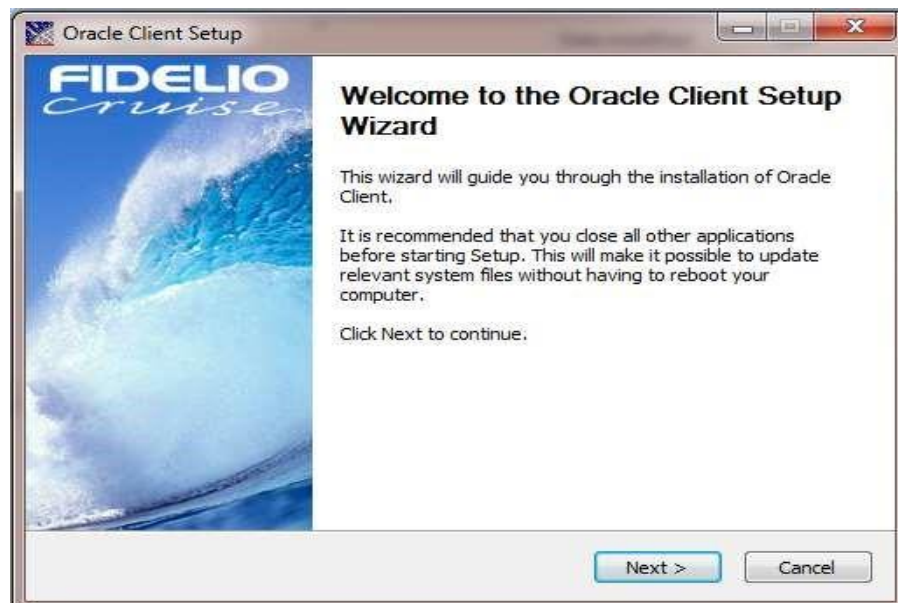 Oracle Client Setup
FIDELIO
Cruise
Welcome to the Oracle Client Setup
Wizard
This wizard will guide you through the installation of Oracle
Client.
It is recommended that you close all other applications
before starting Setup. This will make it possible to update
relevant system files without having to reboot your
computer.
Click Next to continue.
Next >
Cancel